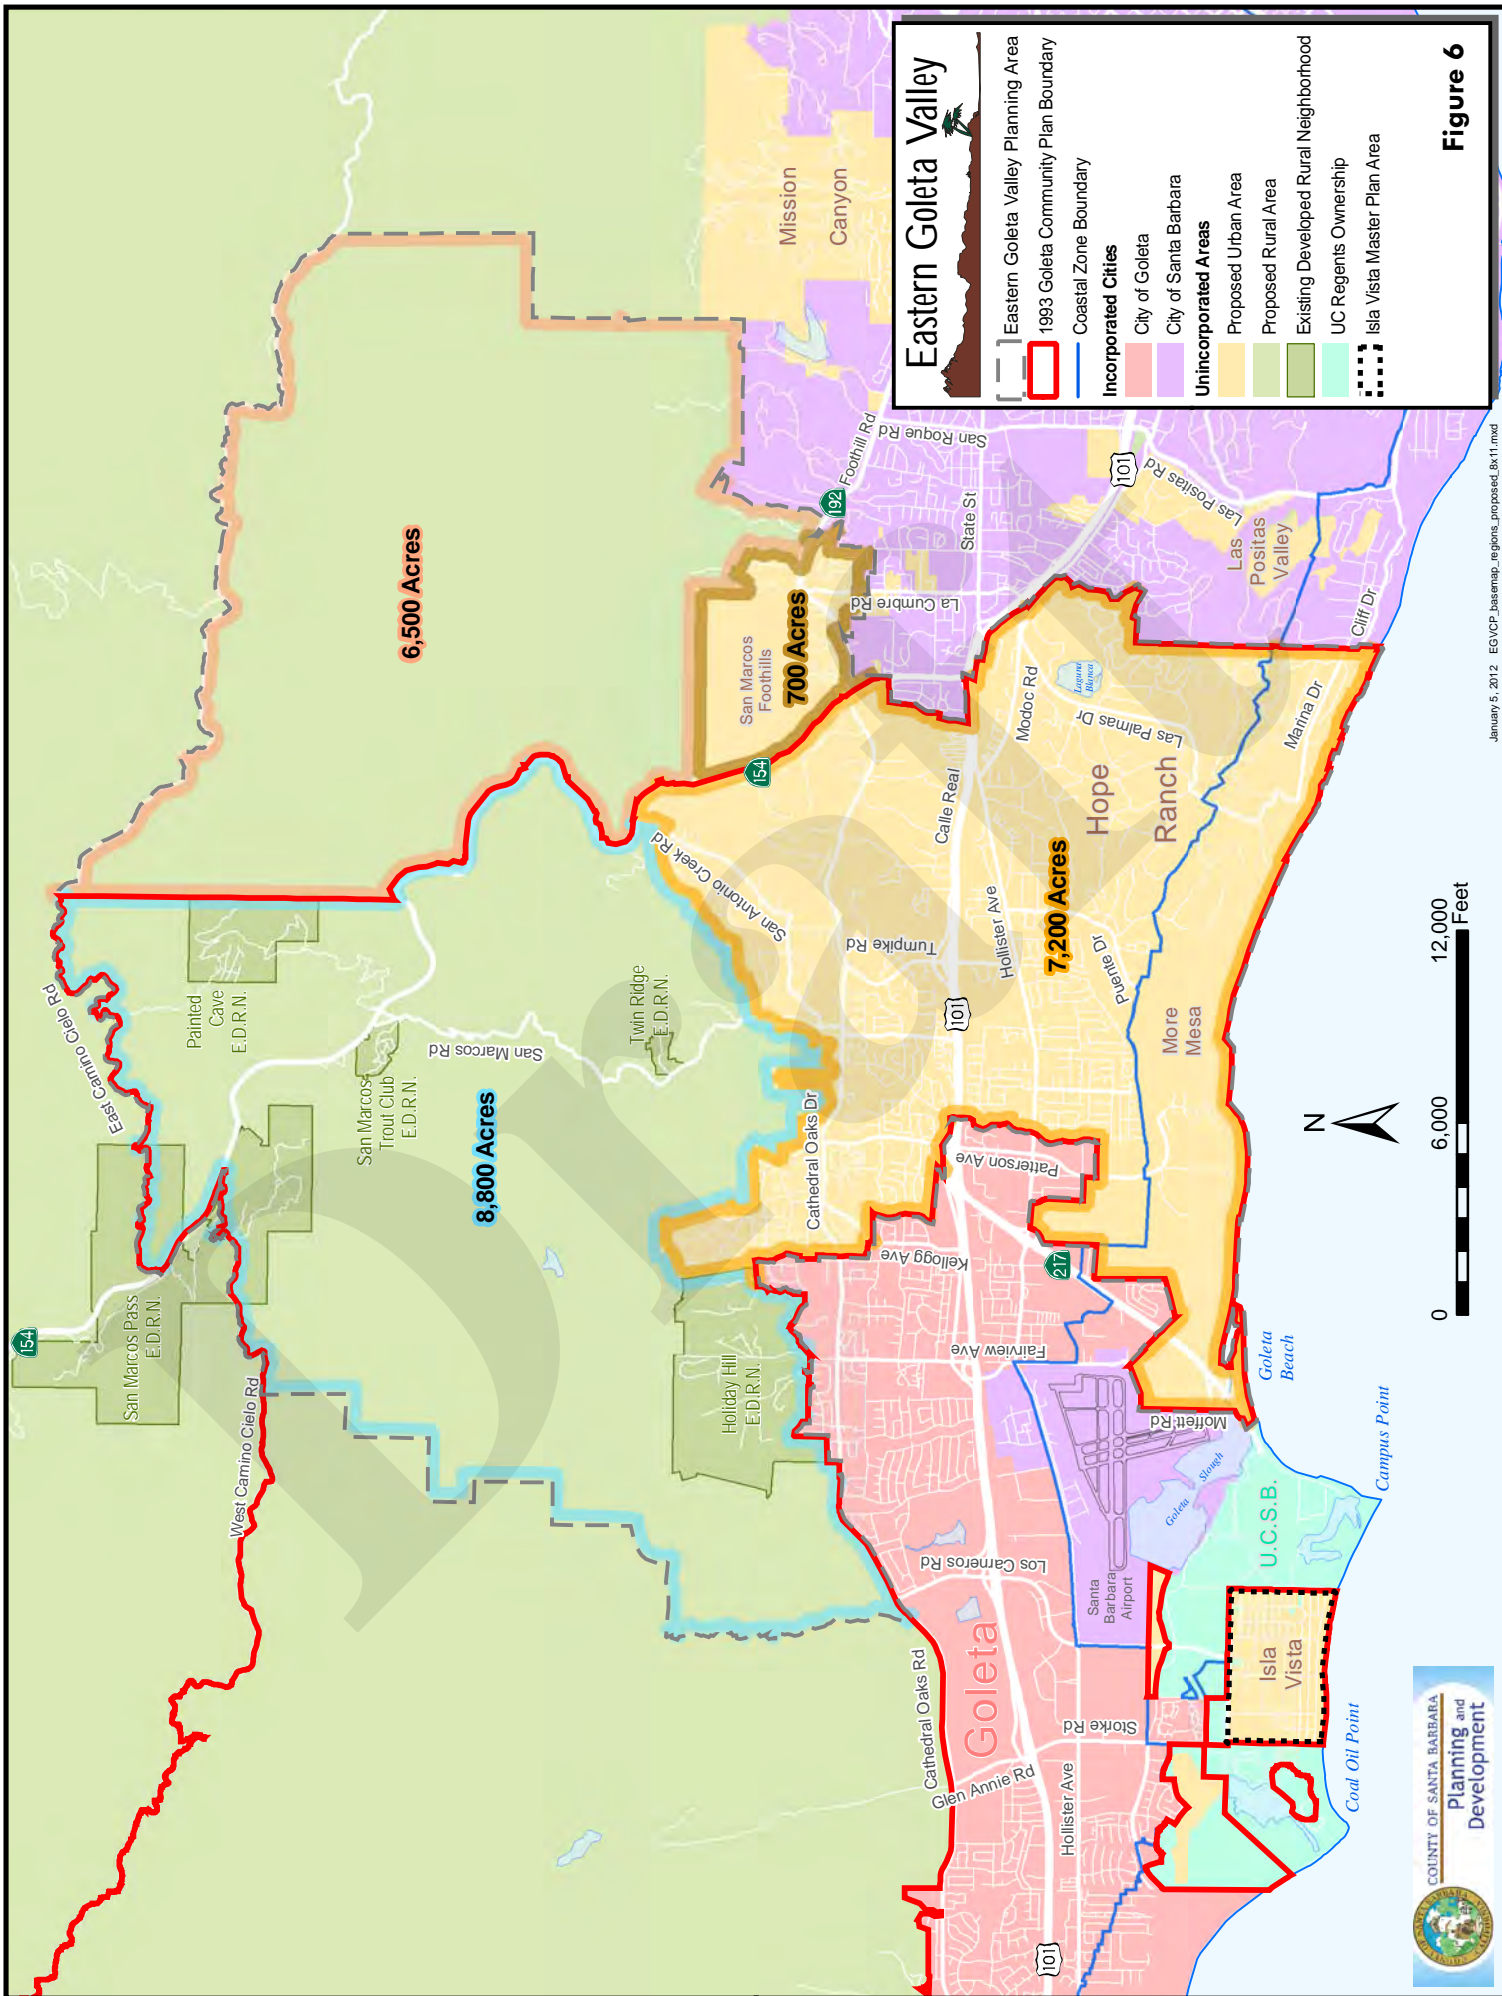 Eastern Goleta Valley
Eastern Goleta Valley Planning Area
1993 Goleta Community Plan Boundary
Coastal Zone Boundary
Incorporated Cities
City of Goleta
City of Santa Barbara
Unincorporated Areas
Proposed Urban Area
Proposed Rural Area
Existing Developed Rural Neighborhood
UC Regents Ownership
Isla Vista Master Plan Area
Figure 6
January 5, 2012 EGVCP_basemap_regions_proposed_8x11.mxd
Draft
154
San Marcos Pass
E.D.R.N.
West Camino Cielo Rd
East Camino Cielo Rd
Painted
Cave
E.D.R.N.
San Marcos
Trout Club
E.D.R.N.
San Marcos Rd
Twin Ridge
E.D.R.N.
Holiday Hill
E.D.R.N.
8,800 Acres
6,500 Acres
700 Acres
7,200 Acres
San Marcos
Foothills
Mission
Canyon
154
192
Foothill Rd
San Roque Rd
La Cumbre Rd
State St
101
Las Positas Rd
Las
Positas
Valley
Cliff Dr
Marina Dr
Las Palmas Dr
Laguna
Blanca
Modoc Rd
Hope
Ranch
Calle Real
Hollister Ave
Puente Dr
Turnpike Rd
San Antonio Creek Rd
101
More
Mesa
Cathedral Oaks Dr
Patterson Ave
Kellogg Ave
217
Fairview Ave
Moffett Rd
Goleta
Beach
Goleta
Slough
Santa
Barbara
Airport
Los Carneros Rd
Cathedral Oaks Rd
Goleta
Glen Annie Rd
Storke Rd
Hollister Ave
101
U.C.S.B.
Isla
Vista
Campus Point
Coal Oil Point
N
0 6,000 12,000
Feet
COUNTY OF SANTA BARBARA
Planning and
Development